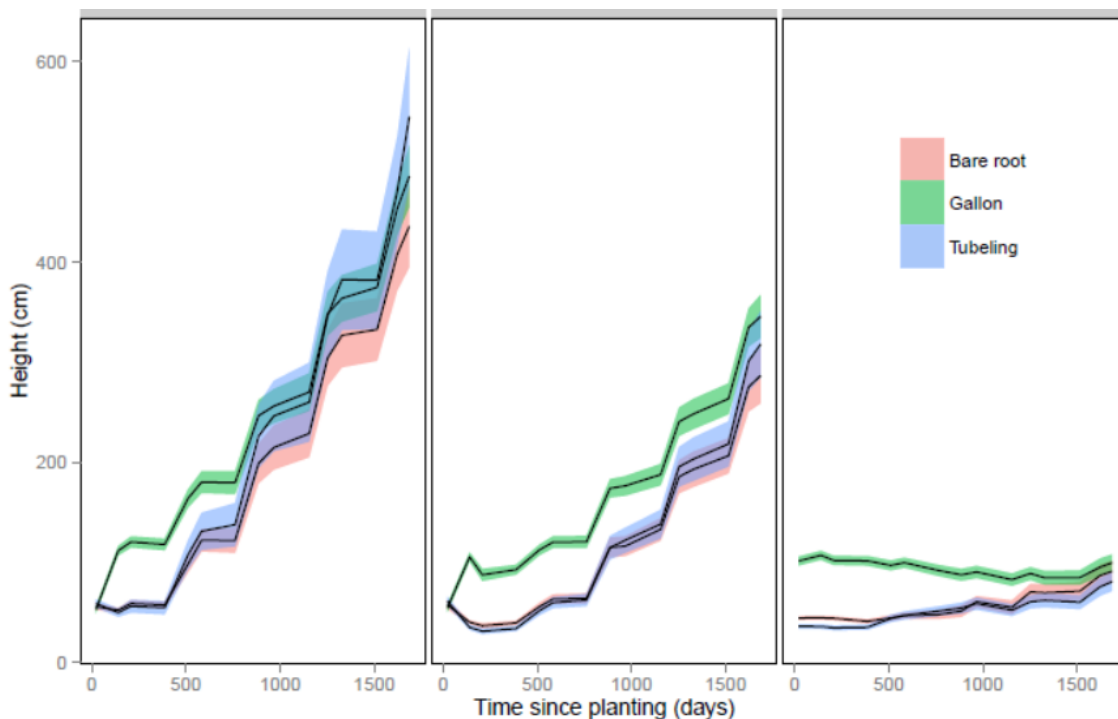 600
400
200
0
Height (cm)
Bare root
Gallon
Tubeling
0 500 1000 1500 0 500 1000 1500 0 500 1000 1500
Time since planting (days)